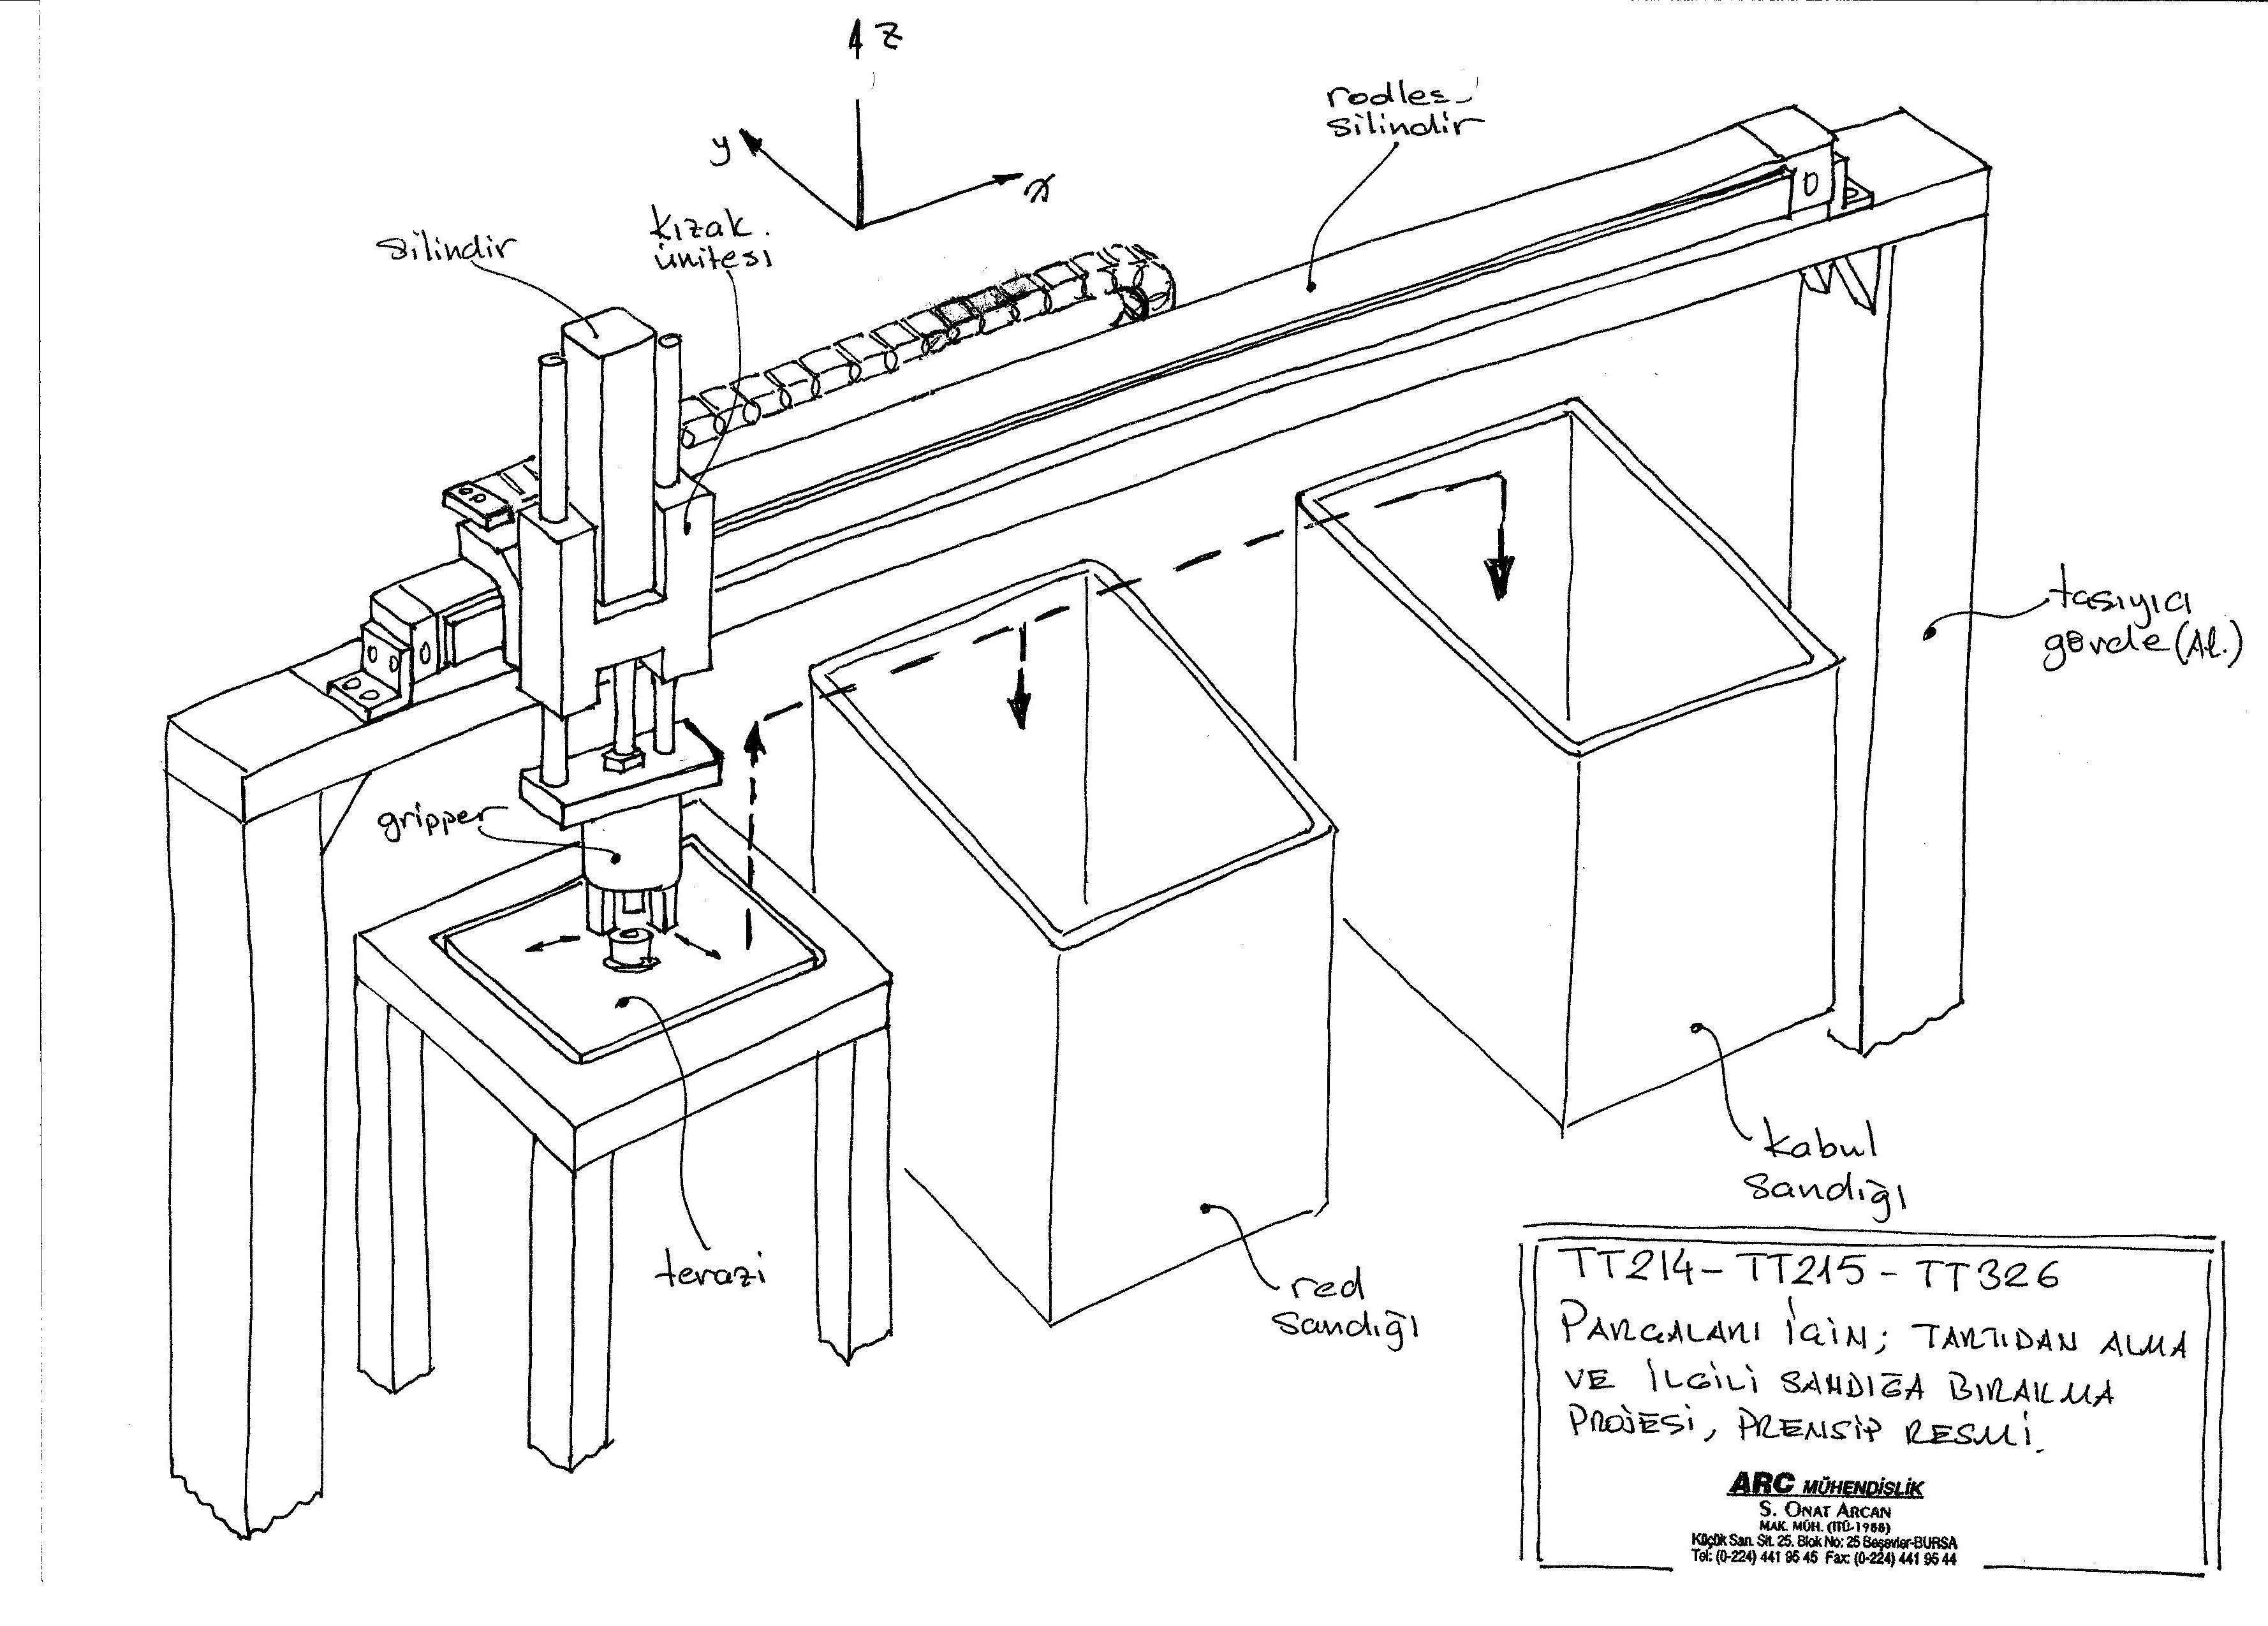 z
y
x
rodles
silindir
silindir
kızak
ünitesi
taşıyıcı
gövde (Al.)
gripper
terazi
kabul
sandığı
red
sandığı
TT214 - TT215 - TT326
PARÇALARI İÇİN; TARTIDAN ALMA
VE İLGİLİ SANDIĞA BIRAKMA
PROJESİ, PRENSİP RESMİ.
ARC MÜHENDİSLİK
S. ONAT ARCAN
MAK. MÜH. (İTÜ-1988)
Küçük San. Sit. 25. Blok No: 25 Beşevler-BURSA
Tel: (0-224) 441 95 45 Fax: (0-224) 441 95 44